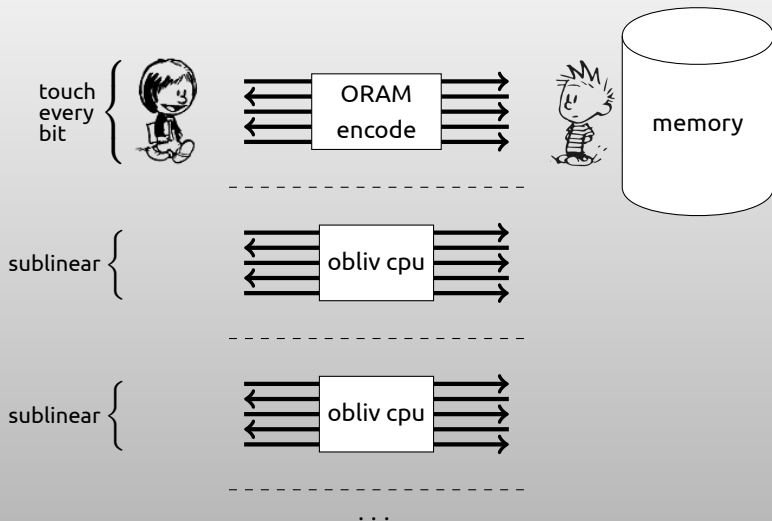 touch
every
bit
ORAM
encode
memory
sublinear
obliv cpu
sublinear
obliv cpu
...